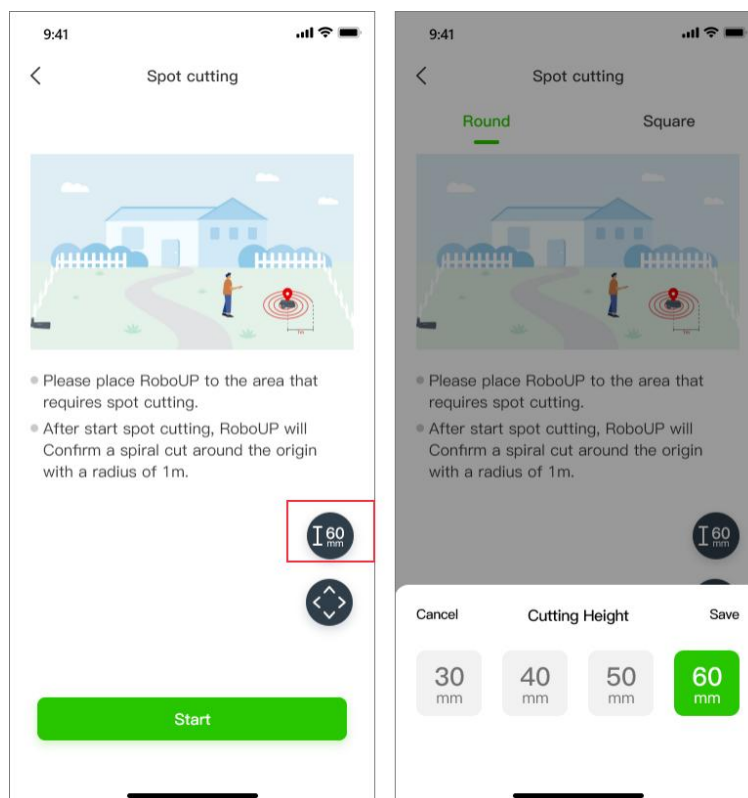 9:41
Spot cutting
1m
Please place RoboUP to the area that
requires spot cutting.
After start spot cutting, RoboUP will
Confirm a spiral cut around the origin
with a radius of 1m.
60
mm
Start
9:41
Spot cutting
Round Square
1m
Please place RoboUP to the area that
requires spot cutting.
After start spot cutting, RoboUP will
Confirm a spiral cut around the origin
with a radius of 1m.
60
mm
Cancel Cutting Height Save
30 40 50 60
mm mm mm mm